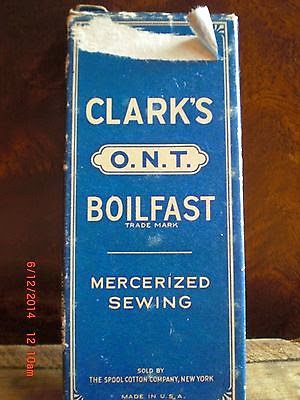 CLARK'S
O.N.T.
BOILFAST
TRADE MARK
MERCERIZED
SEWING
SOLD BY
THE SPOOL COTTON COMPANY, NEW YORK
MADE IN U.S.A.
6/12/2014 12:10am